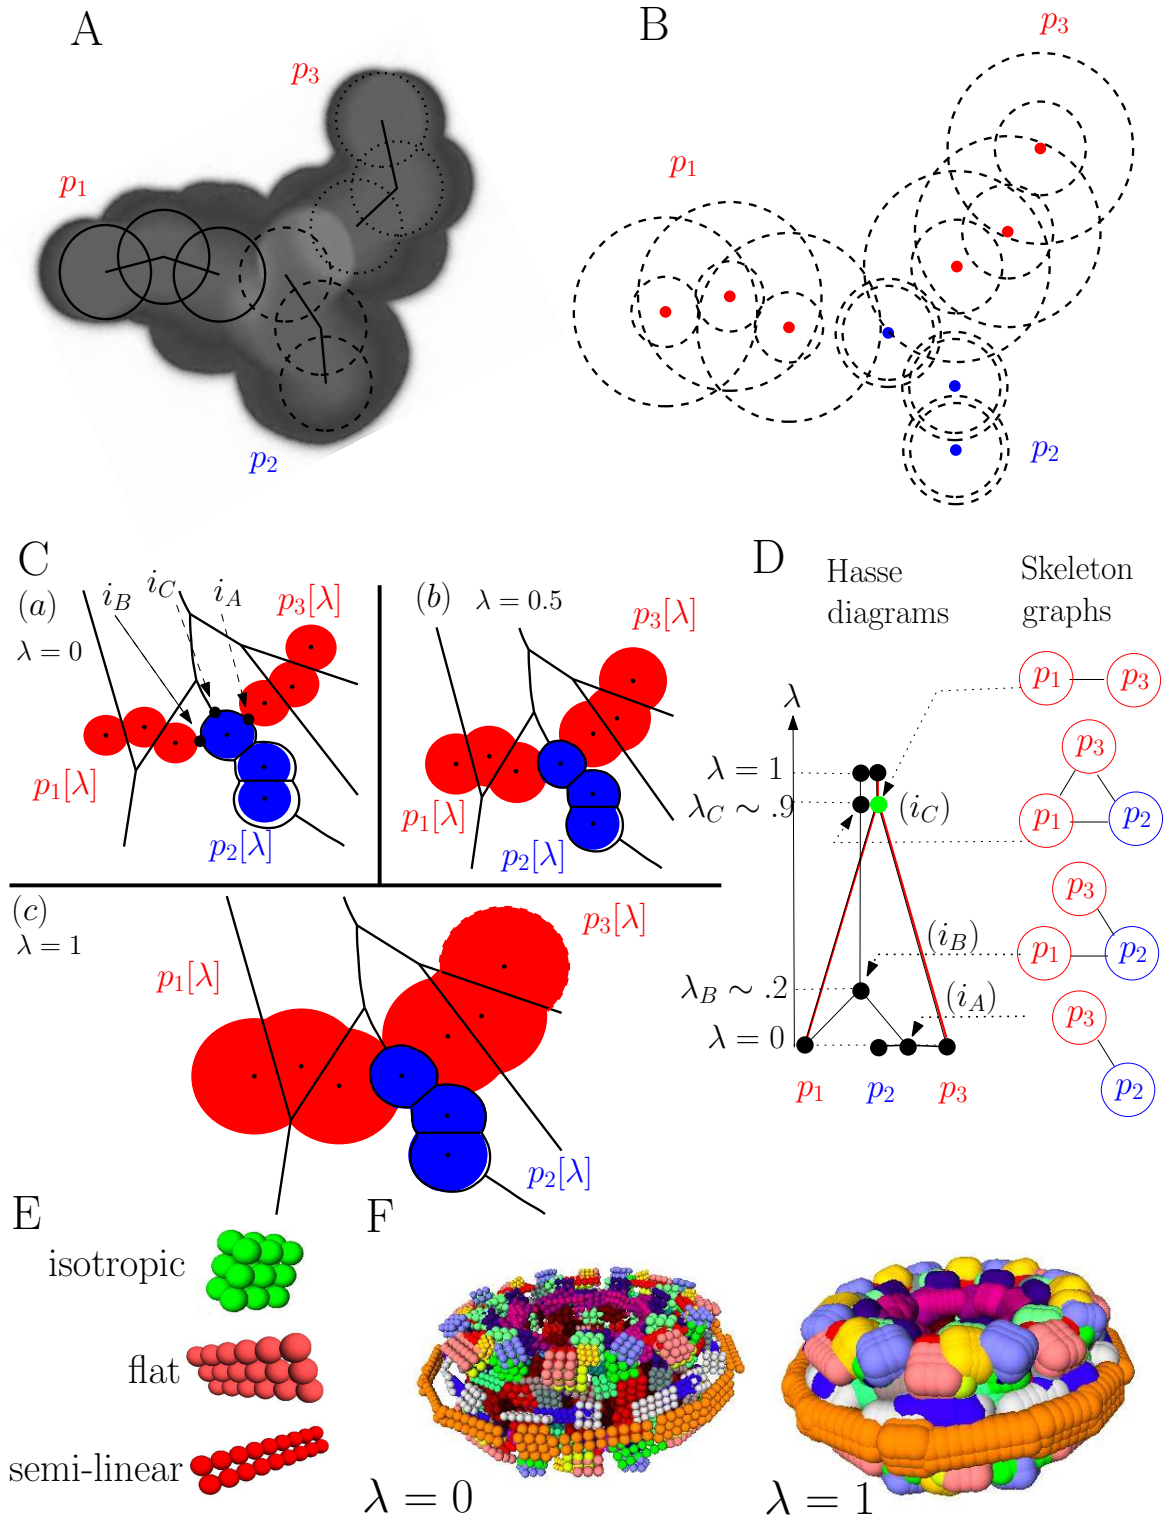 A
B
p3
p3
p1
p1
p2
p2
C
D
(a)
iB
iC
iA
p3[λ]
λ = 0
p1[λ]
p2[λ]
(b)
λ = 0.5
p3[λ]
p1[λ]
p2[λ]
(c)
λ = 1
p1[λ]
p3[λ]
p2[λ]
Hasse
diagrams
Skeleton
graphs
λ
λ = 1
λC ∼ .9
λB ∼ .2
λ = 0
(iC)
(iB)
(iA)
p1
p2
p3
p1
p3
p3
p1
p2
p3
p1
p2
p3
p2
E
isotropic
flat
semi-linear
F
λ = 0
λ = 1